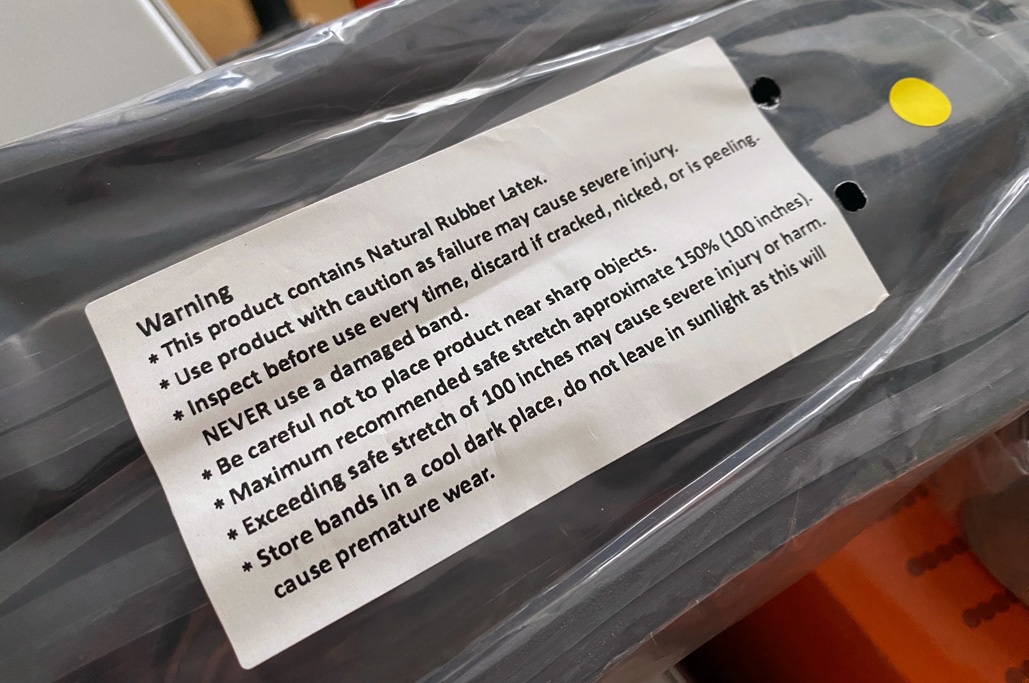 Warning
* This product contains Natural Rubber Latex.
* Use product with caution as failure may cause severe injury.
* Inspect before use every time, discard if cracked, nicked, or is peeling.
NEVER use a damaged band.
* Be careful not to place product near sharp objects.
* Maximum recommended safe stretch approximate 150% (100 inches).
* Exceeding safe stretch of 100 inches may cause severe injury or harm.
* Store bands in a cool dark place, do not leave in sunlight as this will
cause premature wear.